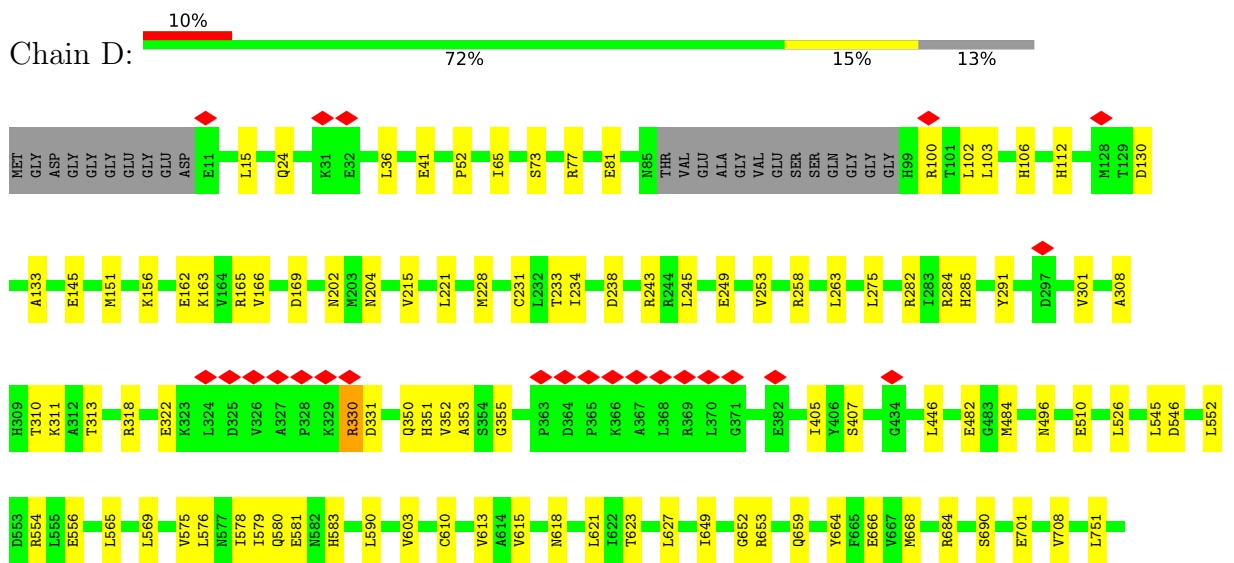 10%
Chain D:
72% 15% 13%
MET GLY ASP GLY GLY GLY GLU GLY GLU ASP E11 L15 Q24 K31 E32 L36 E41 P52 I65 S73 R77 E81 N85 THR VAL GLU ALA GLY VAL GLU SER SER GLN GLY GLY GLY H99 R100 T101 L102 L103 H106 H112 M128 T129 D130
A133 E145 M151 K156 E162 K163 V164 R165 V166 D169 N202 M203 N204 V215 L221 M228 C231 L232 T233 I234 D238 R243 R244 L245 E249 V253 R258 L263 L275 R282 I283 R284 H285 Y291 D297 V301 A308
H309 T310 K311 A312 T313 R318 E322 K323 L324 D325 V326 A327 P328 K329 R330 D331 Q350 H351 V352 A353 S354 G355 P363 D364 P365 K366 A367 L368 R369 L370 G371 E382 I405 Y406 S407 G434 L446 E482 G483 M484 N496 E510 L526 L545 D546 L552
D553 R554 L555 E556 L565 L569 V575 L576 N577 I578 I579 Q580 E581 N582 H583 L590 V603 C610 V613 A614 V615 N618 L621 I622 T623 L627 I649 G652 R653 Q659 Y664 F665 E666 V667 M668 R684 S690 E701 V708 L751